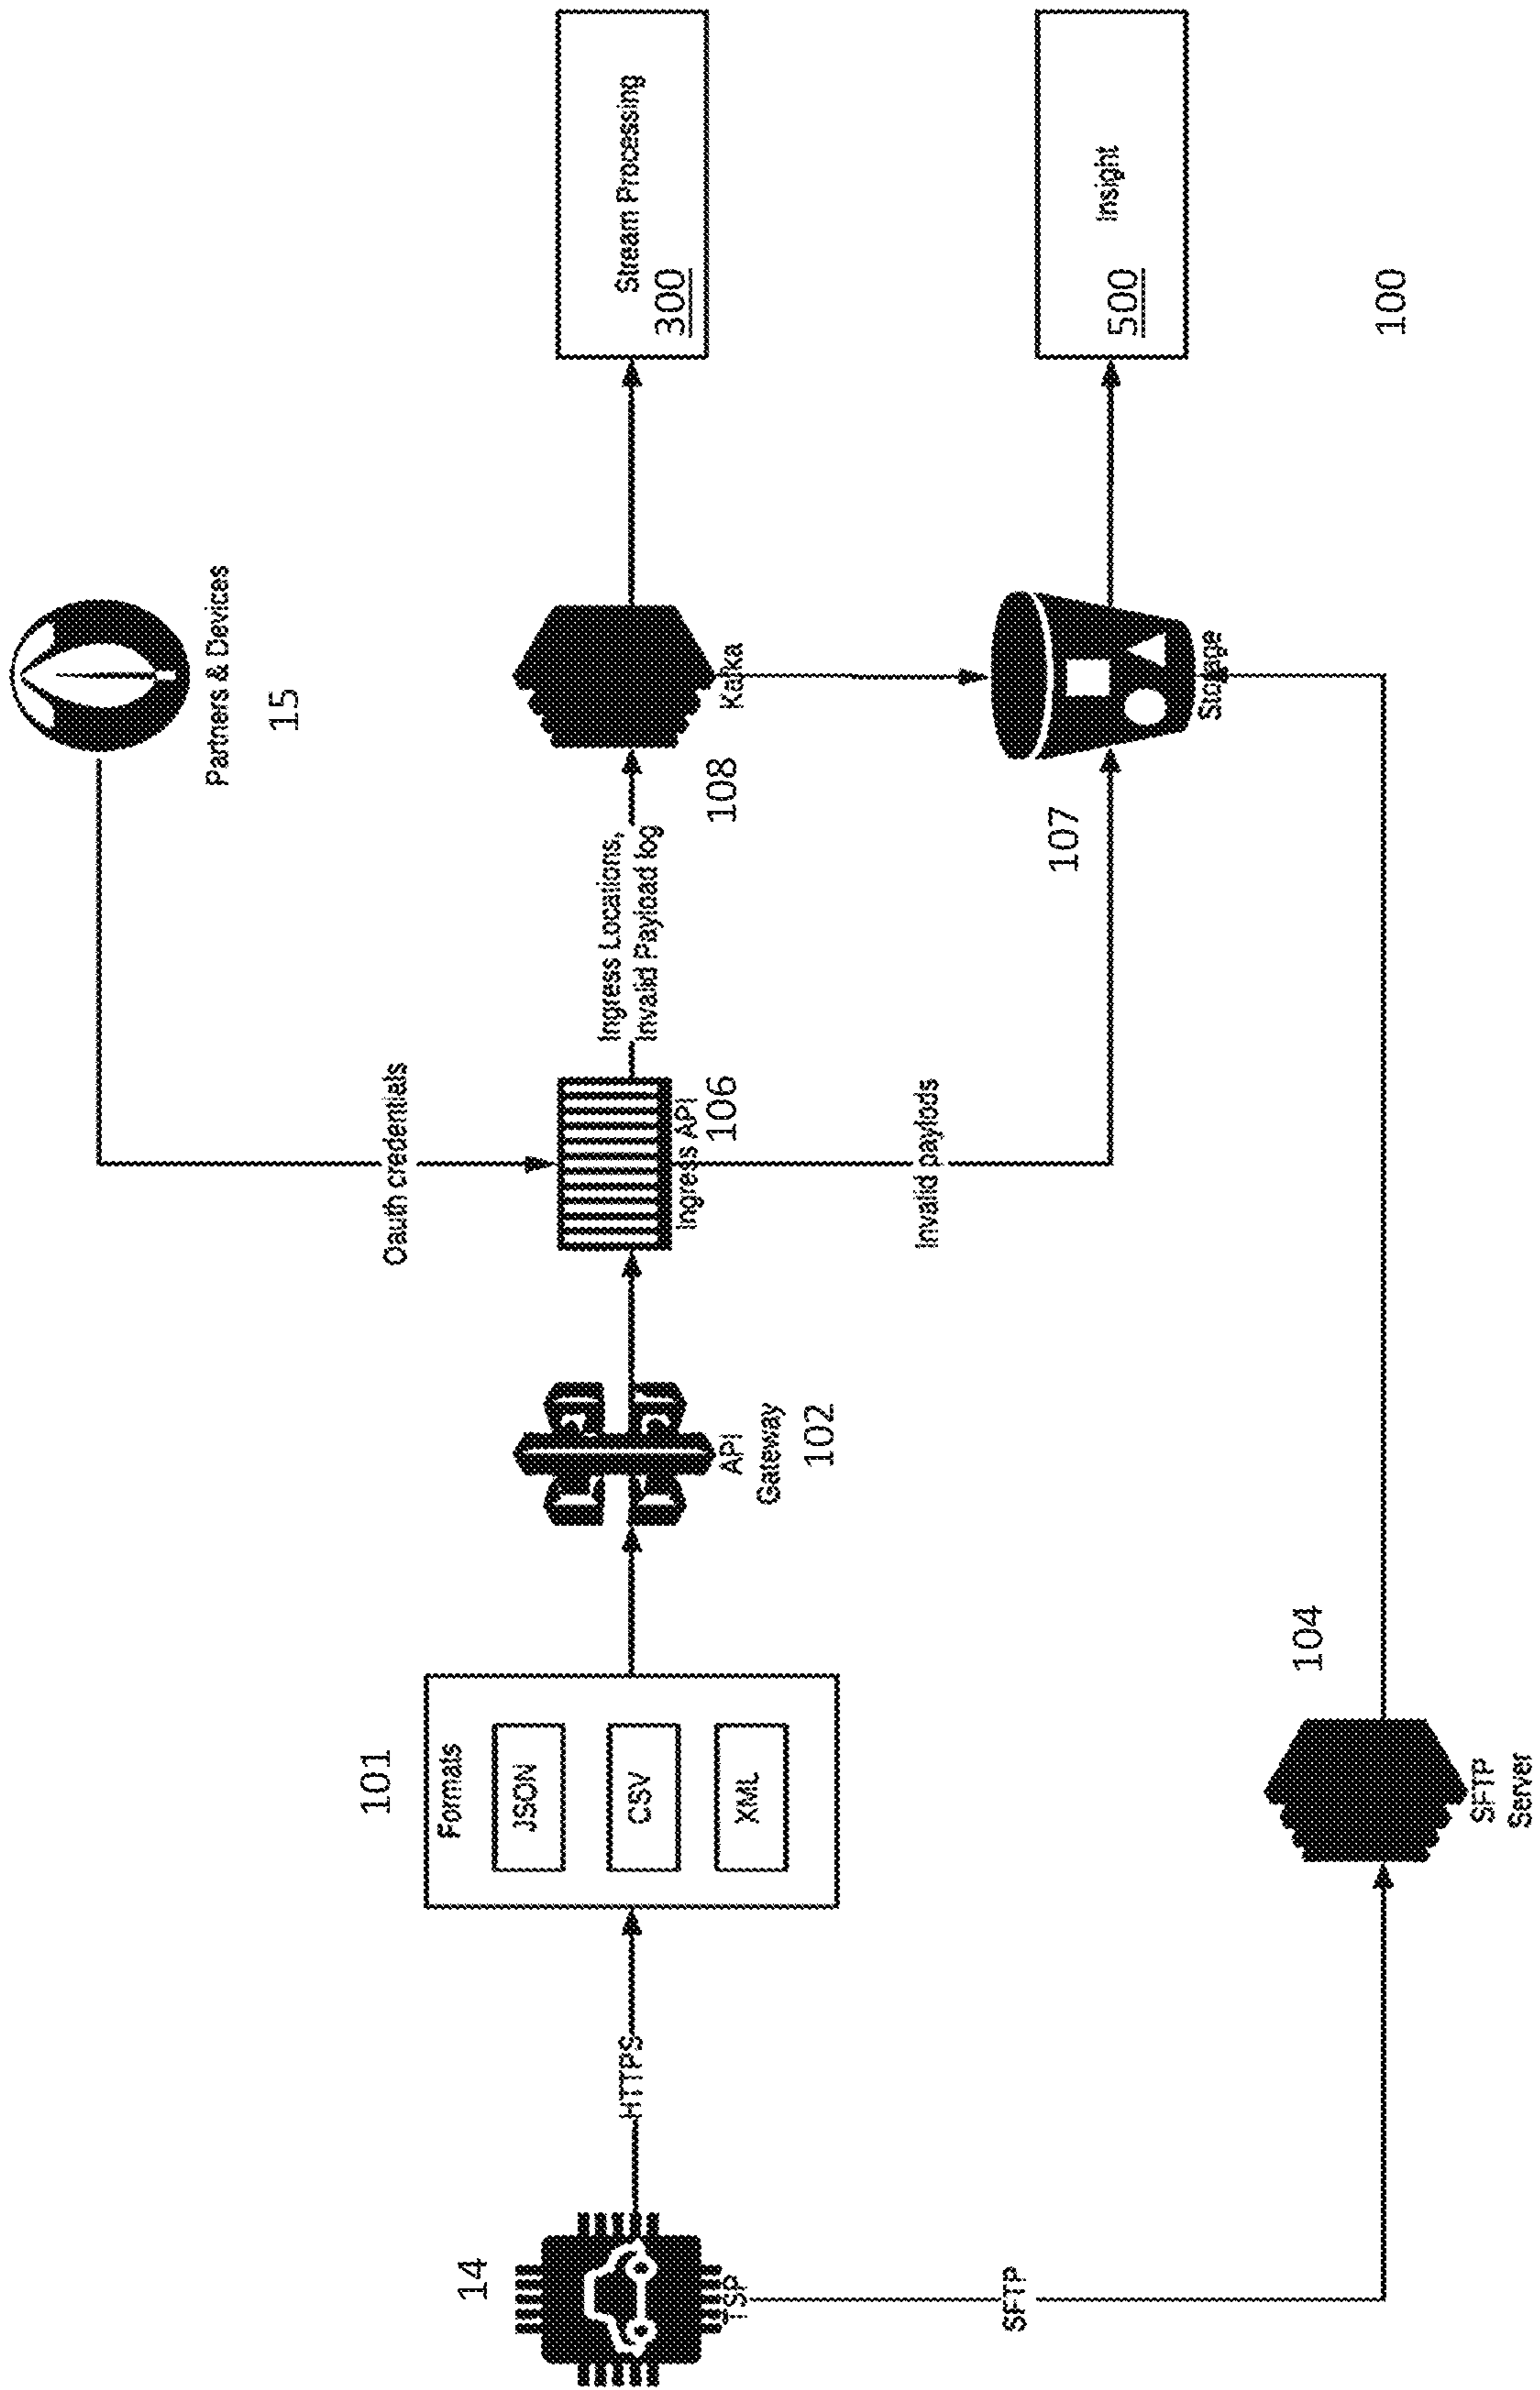 Partners & Devices
15
Oauth credentials
14
TSP
HTTPS
101
Formats
JSON
CSV
XML
API
Gateway
102
Ingress API
106
Ingress Locations,
Invalid Payload log
Kafka
108
Stream Processing
300
Invalid paylods
107
Storage
Insight
500
SFTP
104
SFTP
Server
100